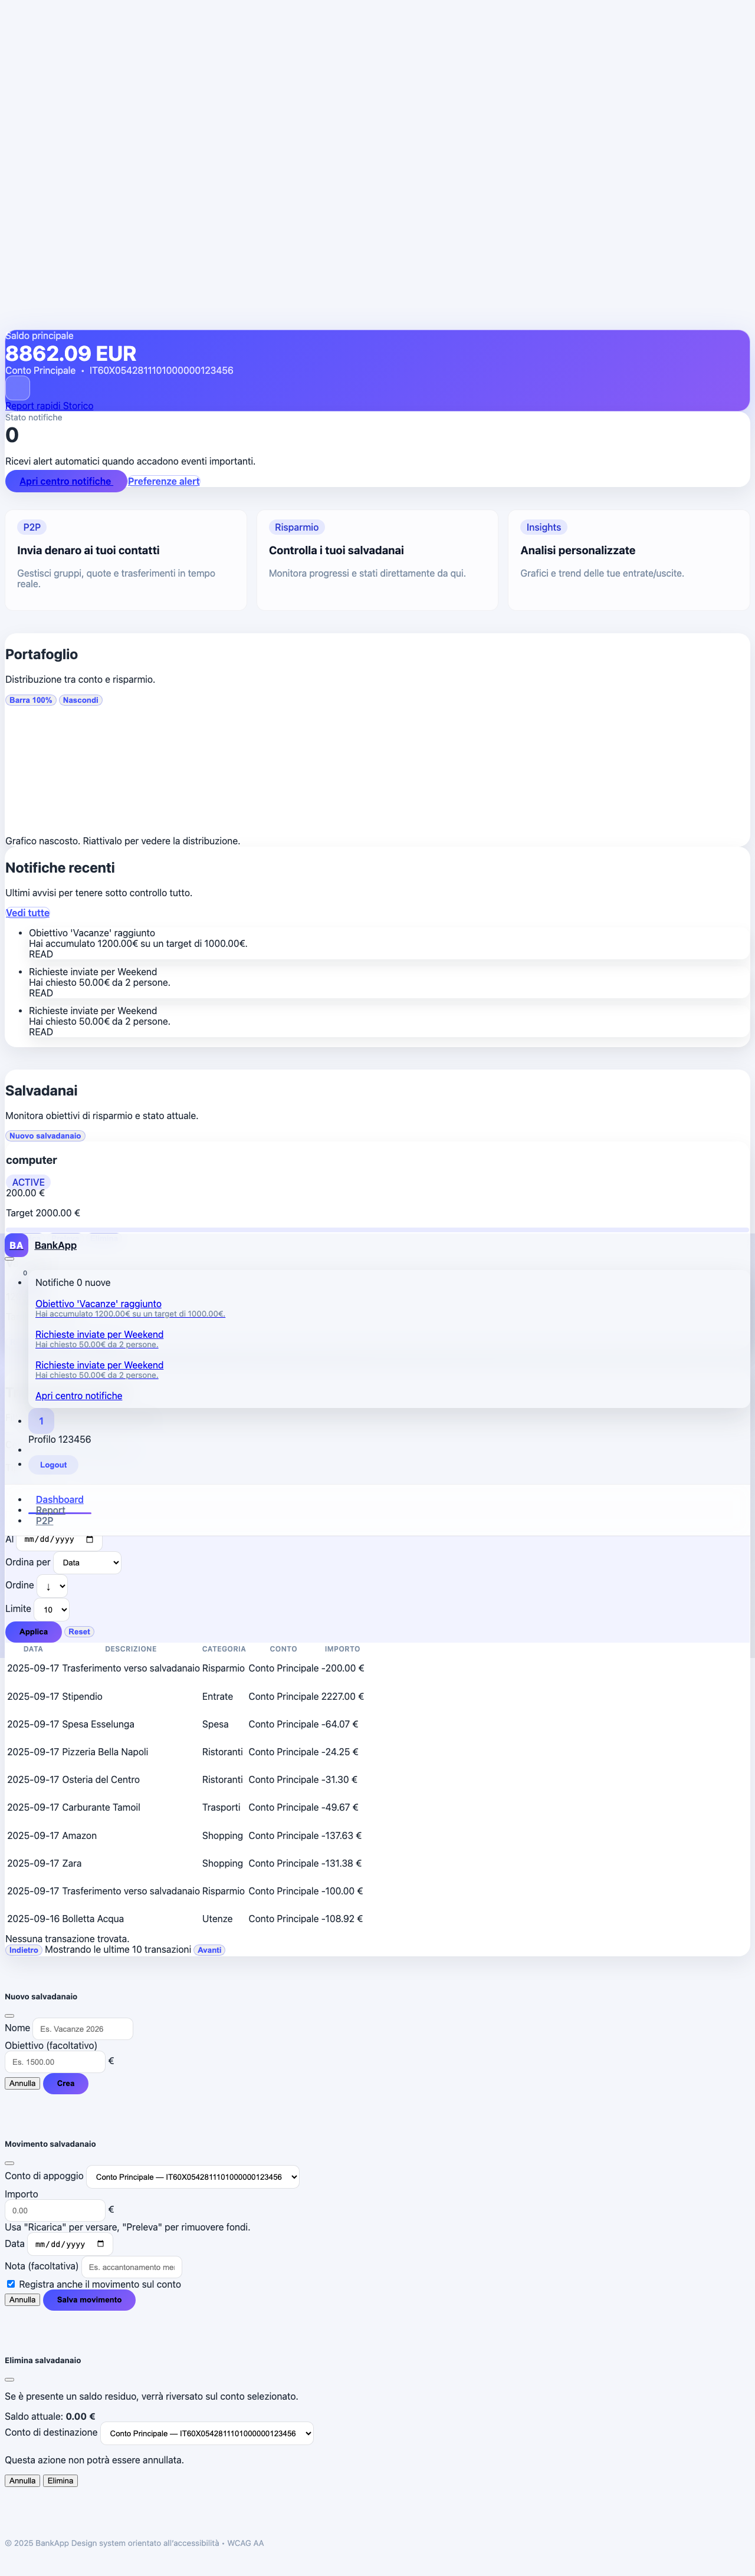 Saldo principale
8862.09 EUR
Conto Principale • IT60X0542811101000000123456
Report rapidi Storico
Stato notifiche
0
Ricevi alert automatici quando accadono eventi importanti.
Apri centro notifiche Preferenze alert
P2P
Invia denaro ai tuoi contatti
Gestisci gruppi, quote e trasferimenti in tempo
reale.
Risparmio
Controlla i tuoi salvadanai
Monitora progressi e stati direttamente da qui.
Insights
Analisi personalizzate
Grafici e trend delle tue entrate/uscite.
Portafoglio
Distribuzione tra conto e risparmio.
Barra 100% Nascondi
Grafico nascosto. Riattivalo per vedere la distribuzione.
Notifiche recenti
Ultimi avvisi per tenere sotto controllo tutto.
Vedi tutte
Obiettivo 'Vacanze' raggiunto
Hai accumulato 1200.00€ su un target di 1000.00€.
READ
Richieste inviate per Weekend
Hai chiesto 50.00€ da 2 persone.
READ
Richieste inviate per Weekend
Hai chiesto 50.00€ da 2 persone.
READ
Salvadanai
Monitora obiettivi di risparmio e stato attuale.
Nuovo salvadanaio
computer
ACTIVE
200.00 €
Target 2000.00 €
BA BankApp
0
Notifiche 0 nuove
Obiettivo 'Vacanze' raggiunto
Hai accumulato 1200.00€ su un target di 1000.00€.
Richieste inviate per Weekend
Hai chiesto 50.00€ da 2 persone.
Richieste inviate per Weekend
Hai chiesto 50.00€ da 2 persone.
Apri centro notifiche
1
Profilo 123456
Logout
Dashboard
Report
P2P
Al mm/dd/yyyy
Ordina per Data
Ordine ↓
Limite 10
Applica Reset
DATA DESCRIZIONE CATEGORIA CONTO IMPORTO
2025-09-17 Trasferimento verso salvadanaio Risparmio Conto Principale -200.00 €
2025-09-17 Stipendio Entrate Conto Principale 2227.00 €
2025-09-17 Spesa Esselunga Spesa Conto Principale -64.07 €
2025-09-17 Pizzeria Bella Napoli Ristoranti Conto Principale -24.25 €
2025-09-17 Osteria del Centro Ristoranti Conto Principale -31.30 €
2025-09-17 Carburante Tamoil Trasporti Conto Principale -49.67 €
2025-09-17 Amazon Shopping Conto Principale -137.63 €
2025-09-17 Zara Shopping Conto Principale -131.38 €
2025-09-17 Trasferimento verso salvadanaio Risparmio Conto Principale -100.00 €
2025-09-16 Bolletta Acqua Utenze Conto Principale -108.92 €
Nessuna transazione trovata.
Indietro Mostrando le ultime 10 transazioni Avanti
Nuovo salvadanaio
Nome Es. Vacanze 2026
Obiettivo (facoltativo)
Es. 1500.00 €
Annulla Crea
Movimento salvadanaio
Conto di appoggio Conto Principale — IT60X0542811101000000123456
Importo
0.00 €
Usa "Ricarica" per versare, "Preleva" per rimuovere fondi.
Data mm/dd/yyyy
Nota (facoltativa) Es. accantonamento me
Registra anche il movimento sul conto
Annulla Salva movimento
Elimina salvadanaio
Se è presente un saldo residuo, verrà riversato sul conto selezionato.
Saldo attuale: 0.00 €
Conto di destinazione Conto Principale — IT60X0542811101000000123456
Questa azione non potrà essere annullata.
Annulla Elimina
© 2025 BankApp Design system orientato all'accessibilità • WCAG AA